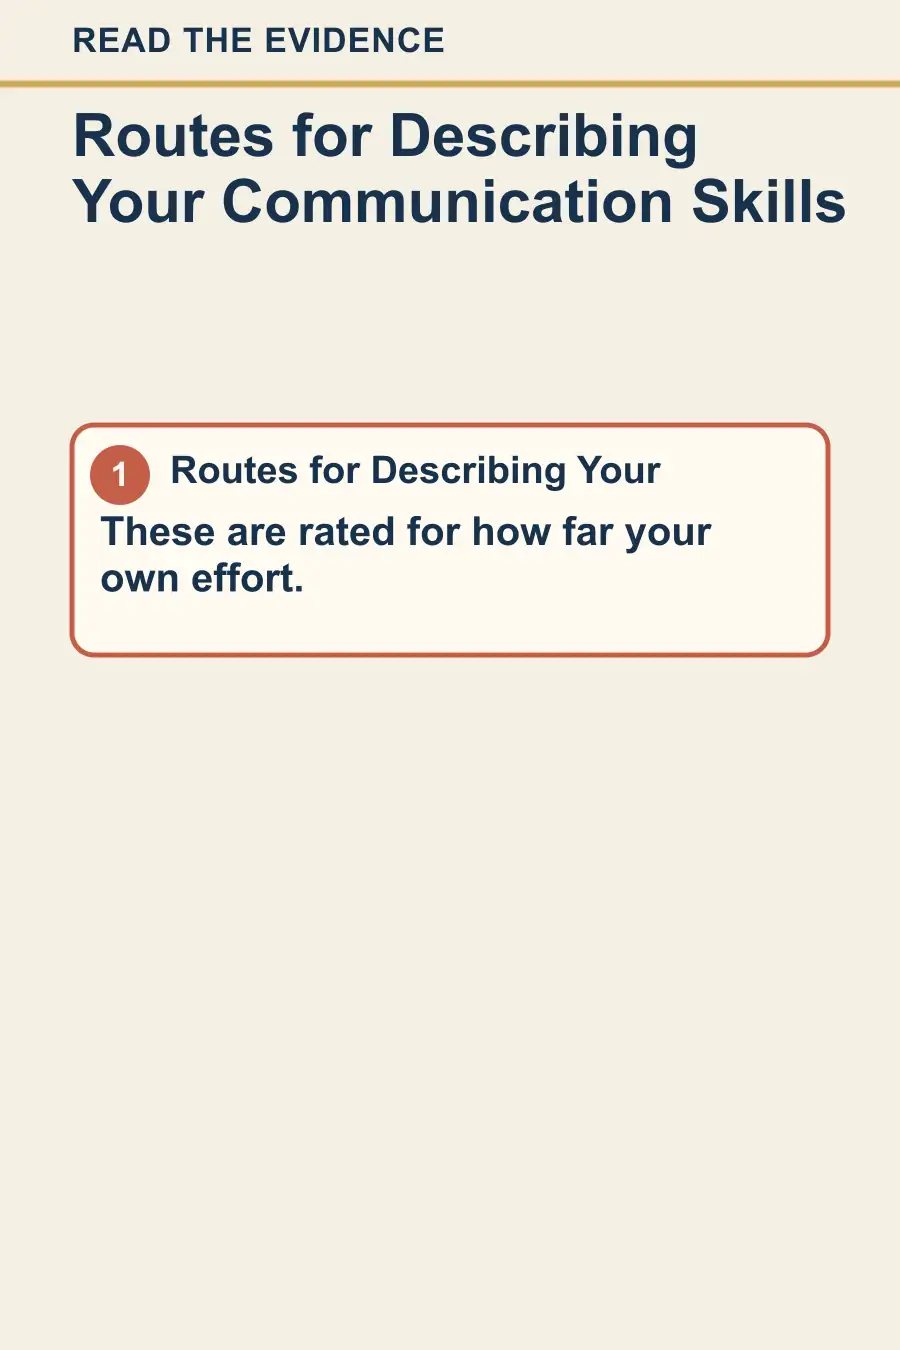 READ THE EVIDENCE
Routes for Describing
Your Communication Skills
1 Routes for Describing Your
These are rated for how far your
own effort.